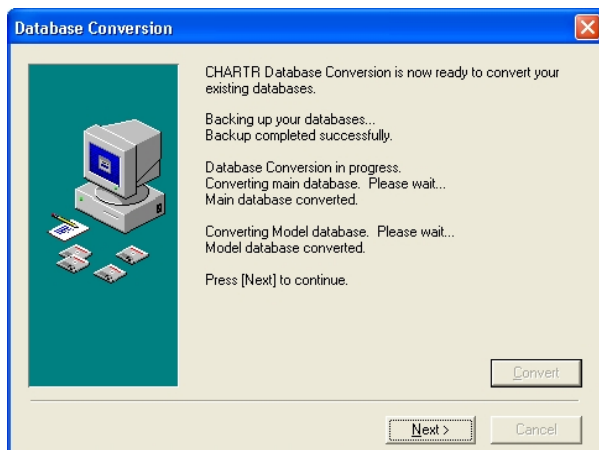 Database Conversion
CHARTR Database Conversion is now ready to convert your
existing databases.
Backing up your databases...
Backup completed successfully.
Database Conversion in progress.
Converting main database.  Please wait...
Main database converted.
Converting Model database.  Please wait...
Model database converted.
Press [Next] to continue.
Convert
Next >
Cancel